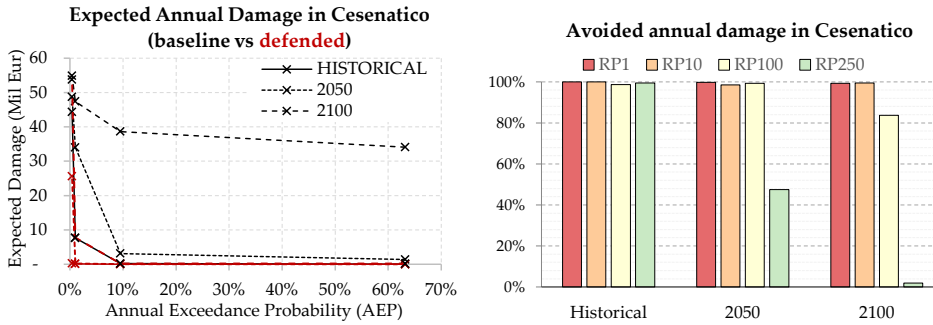 Expected Annual Damage in Cesenatico
(baseline vs defended)
Expected Damage (Mil Eur)
60
50
40
30
20
10
-
HISTORICAL
2050
2100
0% 10% 20% 30% 40% 50% 60% 70%
Annual Exceedance Probability (AEP)
Avoided annual damage in Cesenatico
RP1 RP10 RP100 RP250
100%
80%
60%
40%
20%
0%
Historical 2050 2100